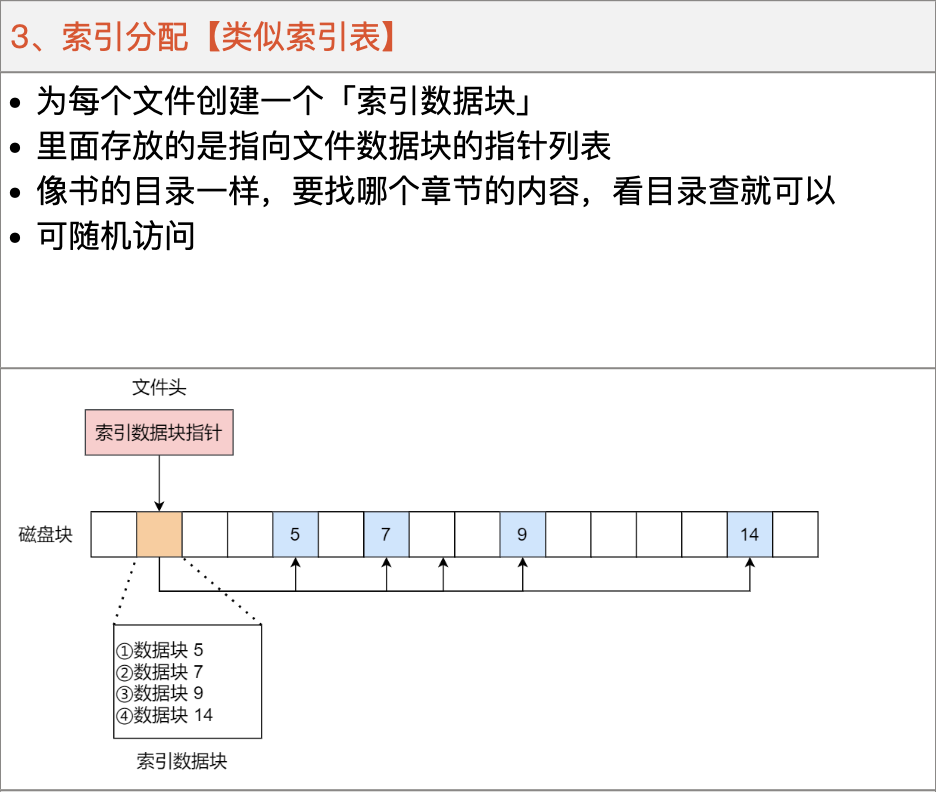 3、索引分配【类似索引表】
• 为每个文件创建一个「索引数据块」
• 里面存放的是指向文件数据块的指针列表
• 像书的目录一样，要找哪个章节的内容，看目录查就可以
• 可随机访问
文件头
索引数据块指针
磁盘块
5
7
9
14
①数据块 5
②数据块 7
③数据块 9
④数据块 14
索引数据块